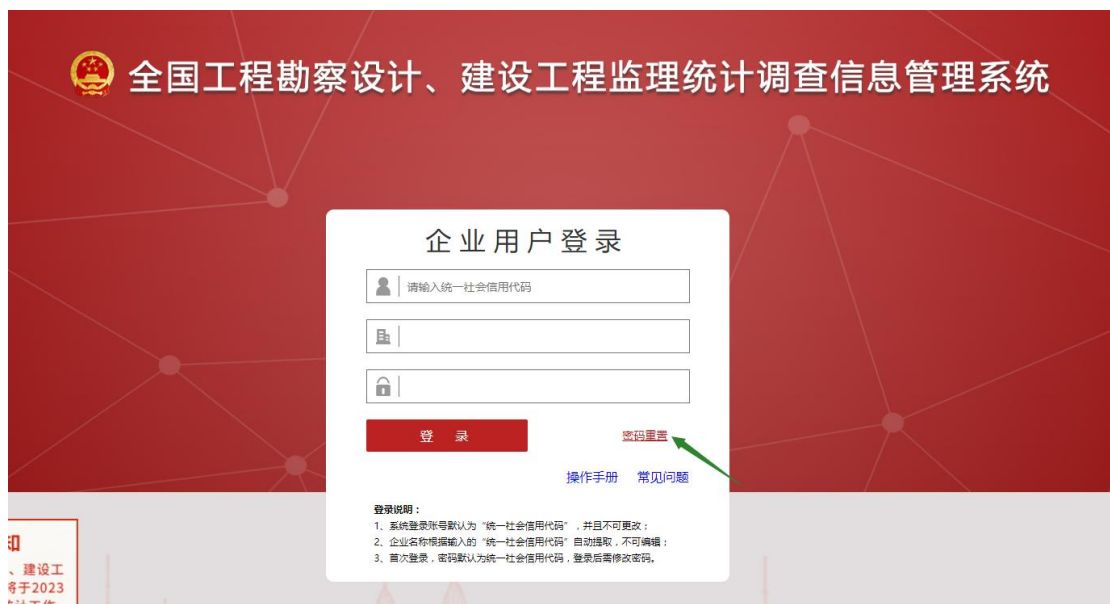 全国工程勘察设计、建设工程监理统计调查信息管理系统
企业用户登录
请输入统一社会信用代码
登 录
密码重置
操作手册 常见问题
登录说明：
1、系统登录账号默认为“统一社会信用代码”，并且不可更改；
2、企业名称根据输入的“统一社会信用代码”自动提取，不可编辑；
3、首次登录，密码默认为统一社会信用代码，登录后需修改密码。
知
、建设工
将于2023